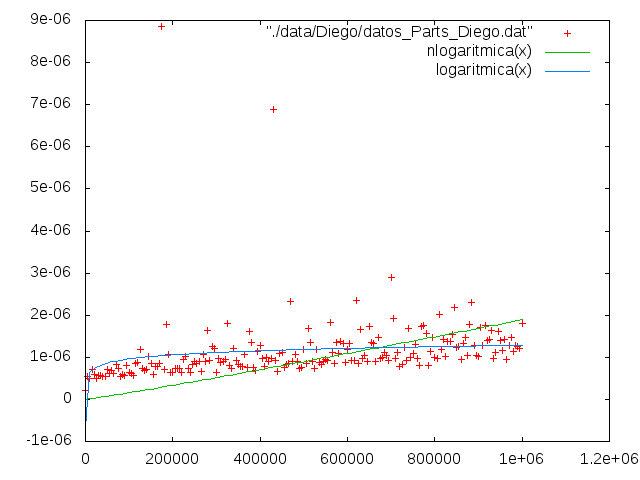 "./data/Diego/datos_Parts_Diego.dat"
nlogaritmica(x)
logaritmica(x)
9e-06
8e-06
7e-06
6e-06
5e-06
4e-06
3e-06
2e-06
1e-06
0
-1e-06
0 200000 400000 600000 800000 1e+06 1.2e+06